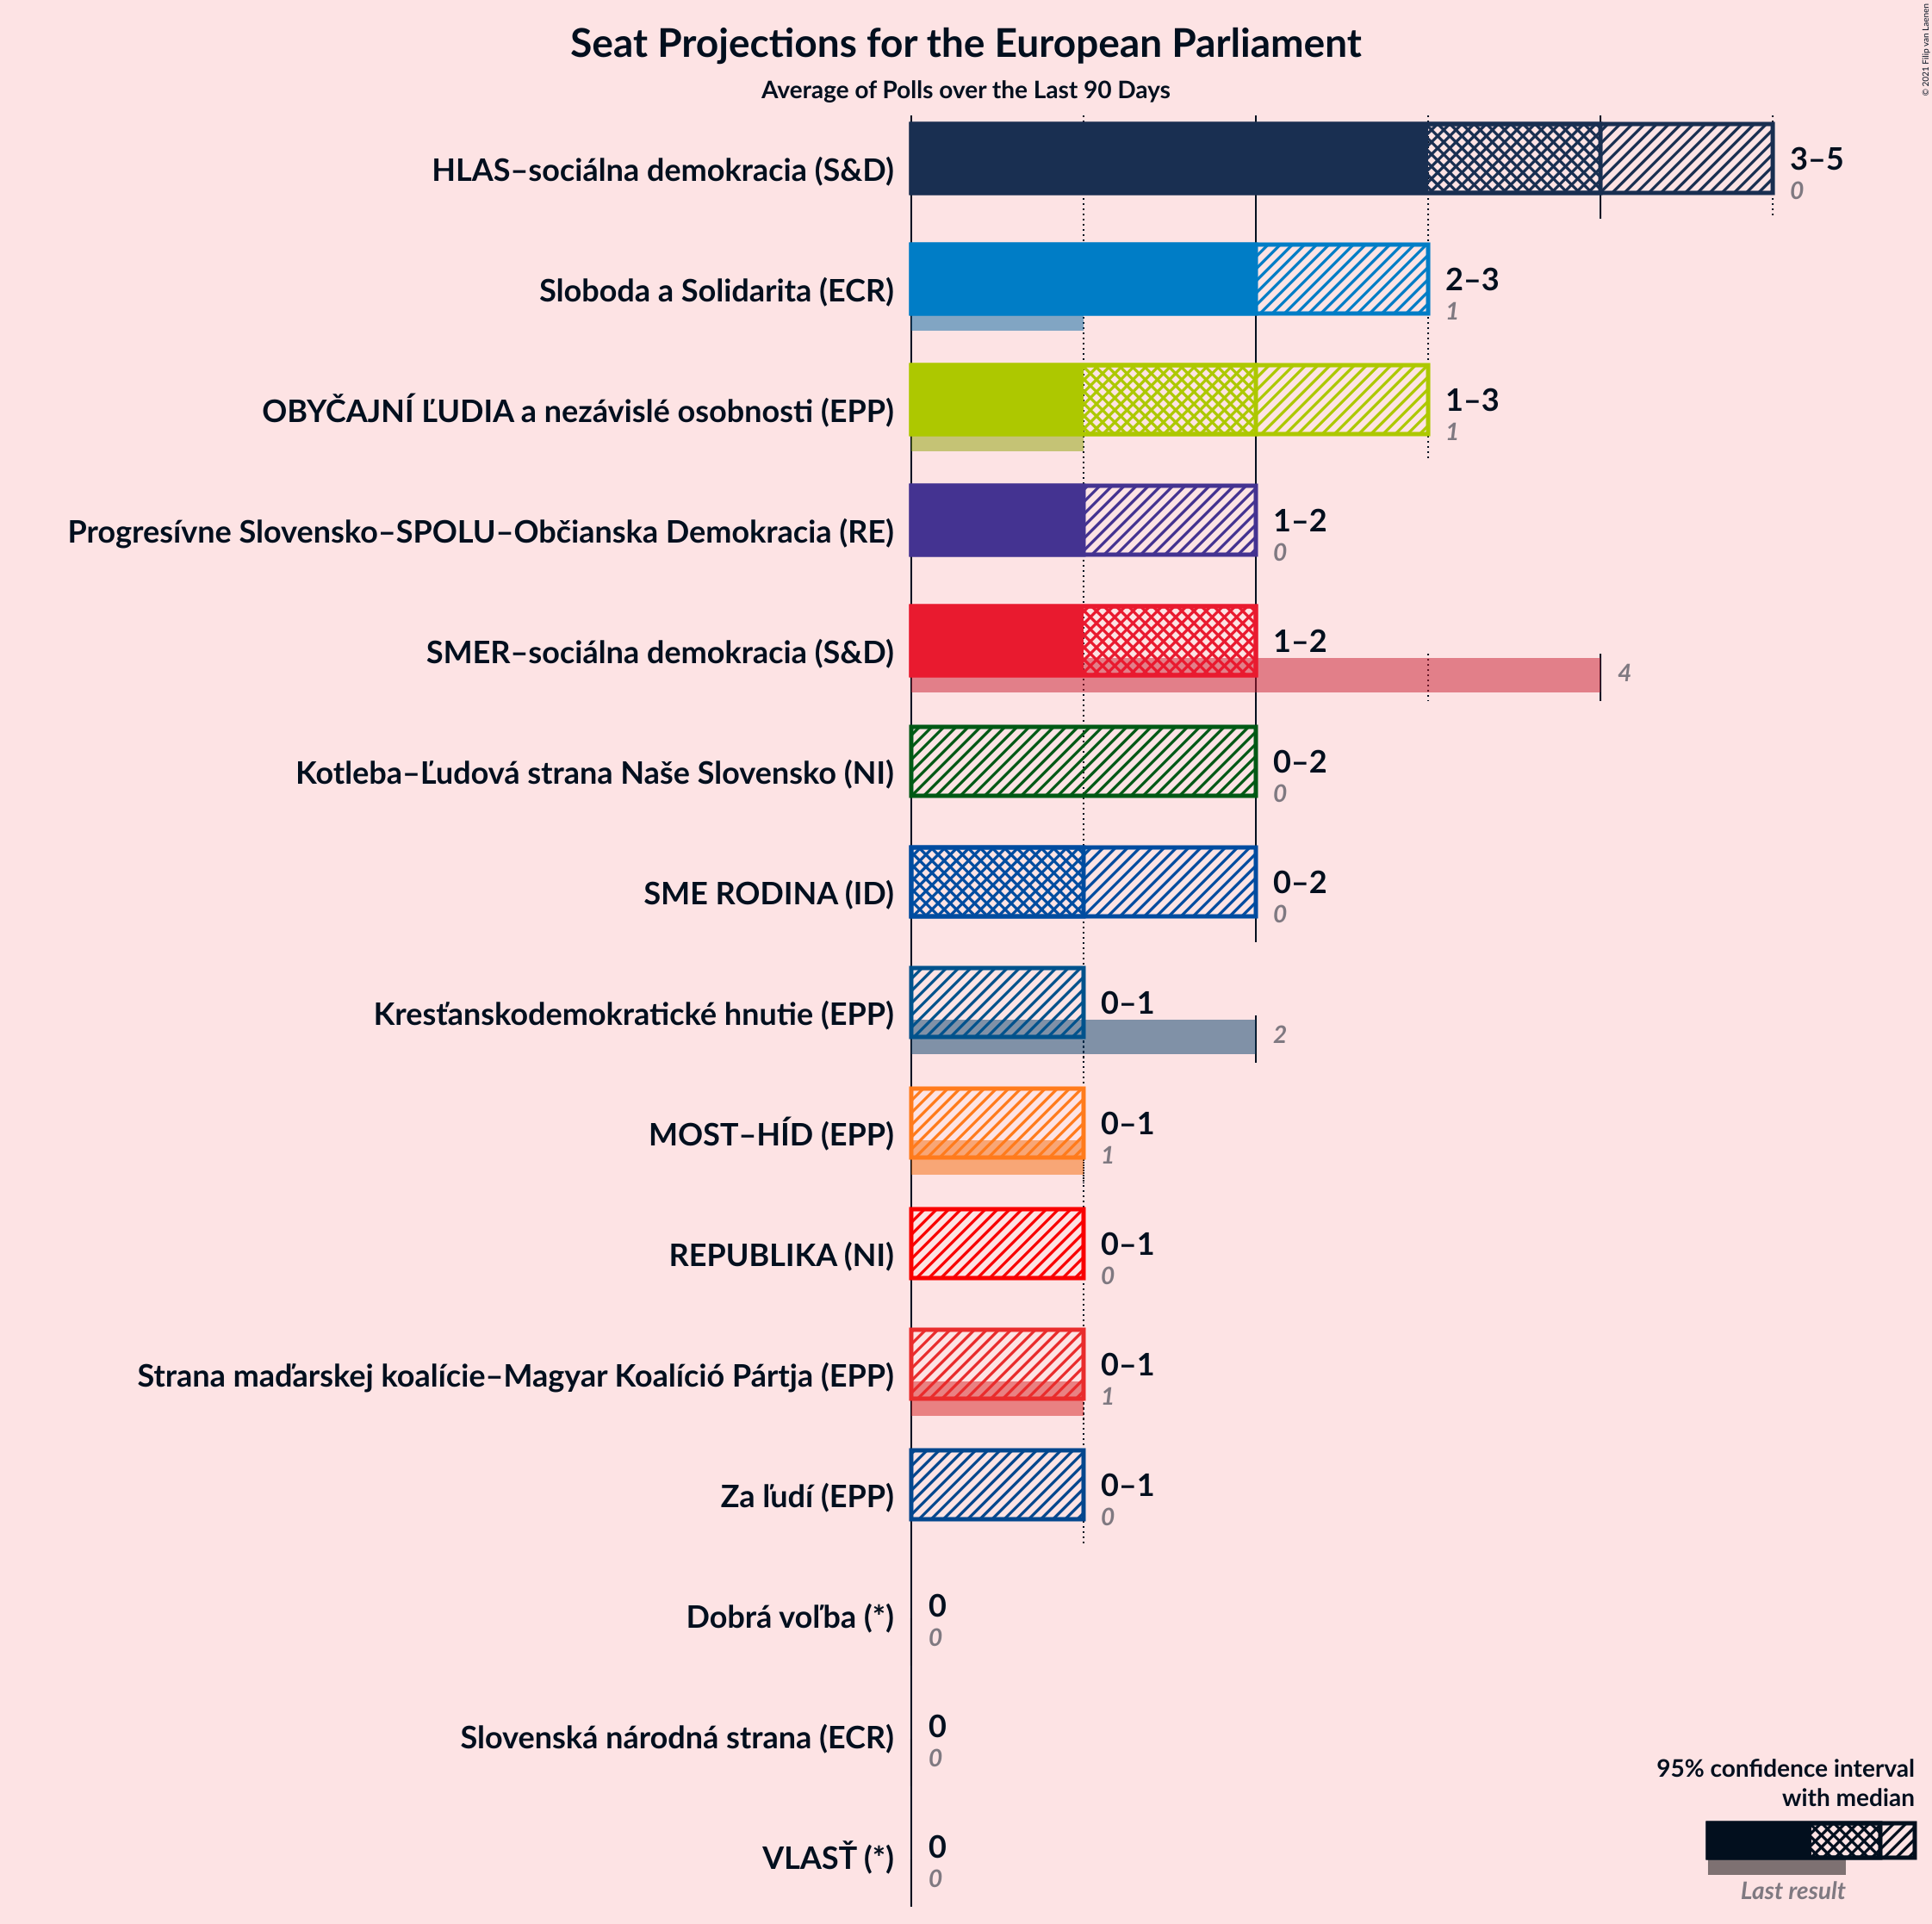 Seat Projections for the European Parliament
Average of Polls over the Last 90 Days
© 2021 Filip van Laenen
HLAS–sociálna demokracia (S&D)
3–5
0
Sloboda a Solidarita (ECR)
2–3
1
OBYČAJNÍ ĽUDIA a nezávislé osobnosti (EPP)
1–3
1
Progresívne Slovensko–SPOLU–Občianska Demokracia (RE)
1–2
0
SMER–sociálna demokracia (S&D)
1–2
4
Kotleba–Ľudová strana Naše Slovensko (NI)
0–2
0
SME RODINA (ID)
0–2
0
Kresťanskodemokratické hnutie (EPP)
0–1
2
MOST–HÍD (EPP)
0–1
1
REPUBLIKA (NI)
0–1
0
Strana maďarskej koalície–Magyar Koalíció Pártja (EPP)
0–1
1
Za ľudí (EPP)
0–1
0
Dobrá voľba (*)
0
0
Slovenská národná strana (ECR)
0
0
VLASŤ (*)
0
0
95% confidence interval
with median
Last result